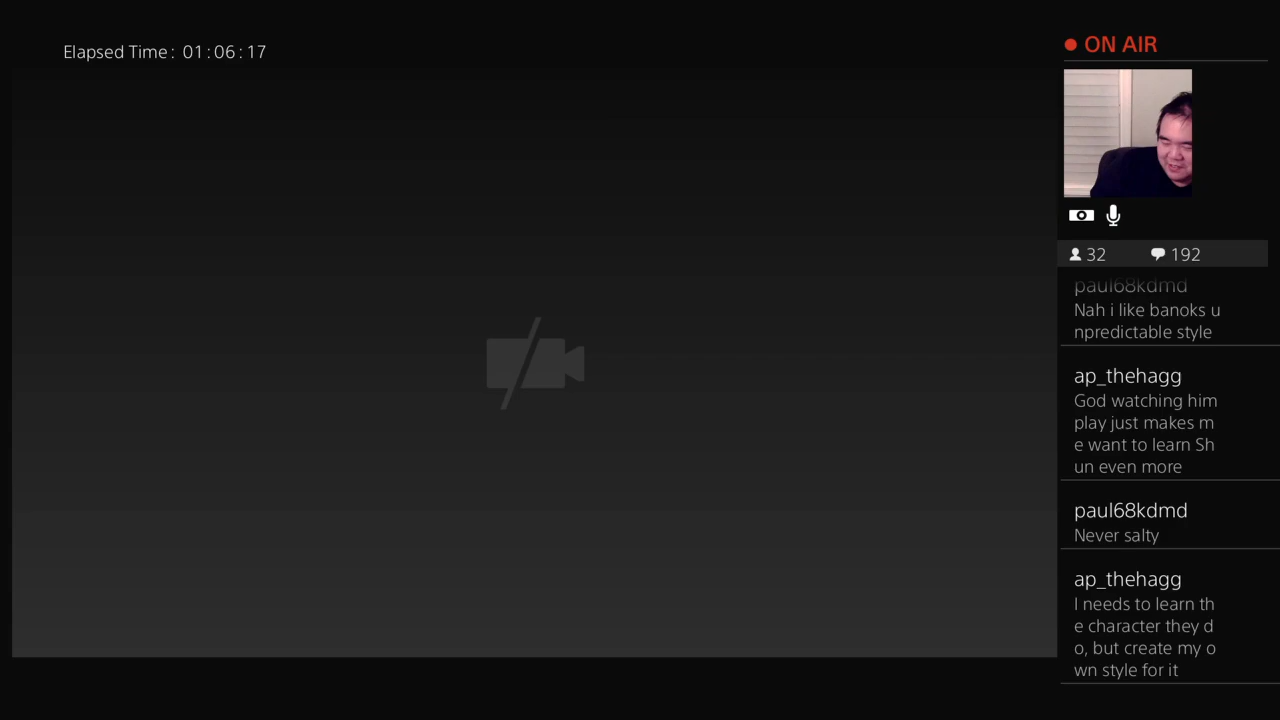 Elapsed Time: 01:06:17
ON AIR
32 192
paul68kdmd
Nah i like banoks u
npredictable style
ap_thehagg
God watching him
play just makes m
e want to learn Sh
un even more
paul68kdmd
Never salty
ap_thehagg
I needs to learn th
e character they d
o, but create my o
wn style for it